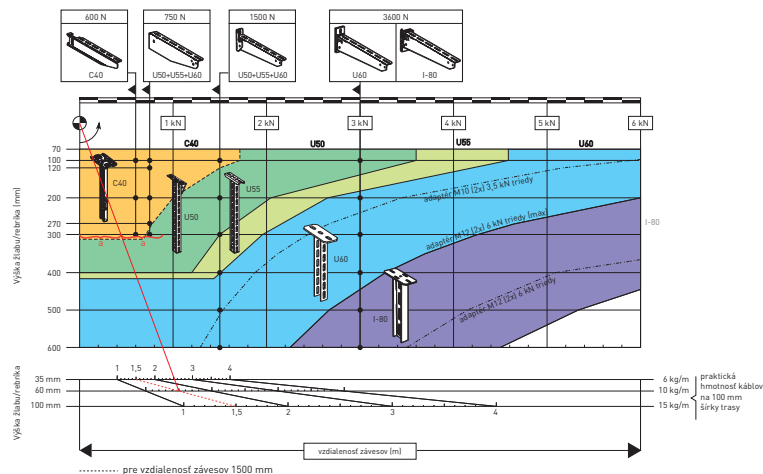 600 N
750 N
1500 N
3600 N
C40
U50+U55+U60
U50+U55+U60
U60
I-80
1 kN
2 kN
3 kN
4 kN
5 kN
6 kN
C40
U50
U55
U60
Výška žlabu/rebríka (mm)
70
100
120
200
270
300
400
500
600
C40
U50
U55
U60
I-80
I-80
a
a
adaptér M10 (2x) 3,5 kN triedy
adaptér M12 (2x) 6 kN triedy (max)
adaptér M12 (2x) 6 kN triedy
Výška žlabu/rebríka
1
1,5
2
3
4
35 mm
6 kg/m
60 mm
10 kg/m
100 mm
15 kg/m
1
1,5
2
3
4
praktická
hmotnosť káblov
na 100 mm
šírky trasy
vzdialenosť závesov (m)
pre vzdialenosť závesov 1500 mm